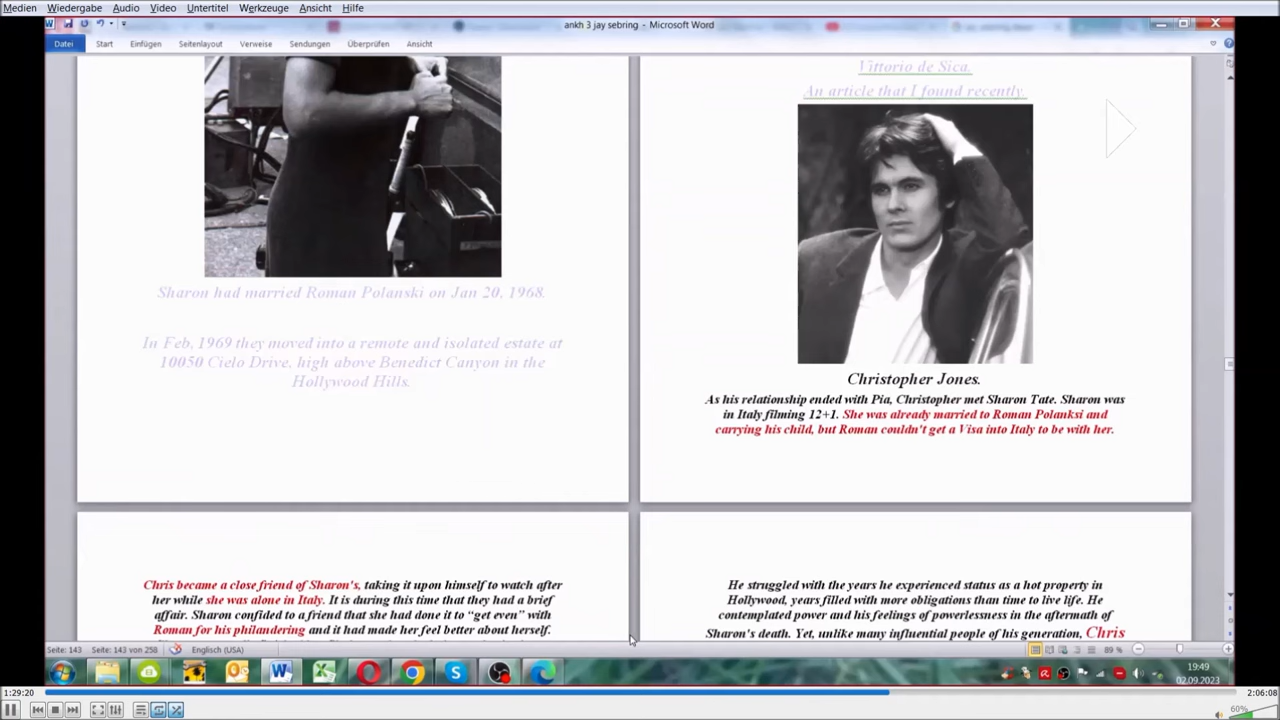 Medien Wiedergabe Audio Video Untertitel Werkzeuge Ansicht Hilfe
ankh 3 jay sebring - Microsoft Word
Datei Start Einfügen Seitenlayout Verweise Sendungen Überprüfen Ansicht
Sharon had married Roman Polanski on Jan 20, 1968.
In Feb, 1969 they moved into a remote and isolated estate at
10050 Cielo Drive, high above Benedict Canyon in the
Hollywood Hills.
Vittorio de Sica.
An article that I found recently.
Christopher Jones.
As his relationship ended with Pia, Christopher met Sharon Tate. Sharon was
in Italy filming 12+1. She was already married to Roman Polanksi and
carrying his child, but Roman couldn't get a Visa into Italy to be with her.
Chris became a close friend of Sharon's, taking it upon himself to watch after
her while she was alone in Italy. It is during this time that they had a brief
affair. Sharon confided to a friend that she had done it to “get even” with
Roman for his philandering and it had made her feel better about herself.
He struggled with the years he experienced status as a hot property in
Hollywood, years filled with more obligations than time to live life. He
contemplated power and his feelings of powerlessness in the aftermath of
Sharon's death. Yet, unlike many influential people of his generation, Chris
Seite: 143 Seite: 143 von 258 Englisch (USA) 89 %
19:49
02.09.2023
1:29:20 2:06:08
60%